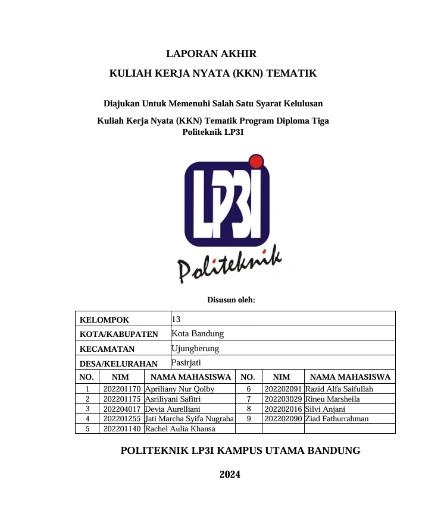 LAPORAN AKHIR
KULIAH KERJA NYATA (KKN) TEMATIK
Diajukan Untuk Memenuhi Salah Satu Syarat Kelulusan
Kuliah Kerja Nyata (KKN) Tematik Program Diploma Tiga
Politeknik LP3I
LP3I
Politeknik
Disusun oleh:
KELOMPOK 13
KOTA/KABUPATEN Kota Bandung
KECAMATAN Ujungberung
DESA/KELURAHAN Pasirjati
NO. NIM NAMA MAHASISWA NO. NIM NAMA MAHASISWA
1 202201170 Apriliany Nur Qolby 6 202202091 Razid Alfa Saifullah
2 202201175 Asriliyani Safitri 7 202203029 Rineu Marsheila
3 202204017 Devia Aurelliani 8 202202016 Silvi Anjani
4 202201255 Jati Marcha Syifa Nugraha 9 202202090 Ziad Fathurrahman
5 202201140 Rachel Aulia Khansa
POLITEKNIK LP3I KAMPUS UTAMA BANDUNG
2024